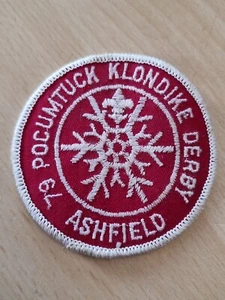 '79 POCUMTUCK KLONDIKE DERBY
ASHFIELD